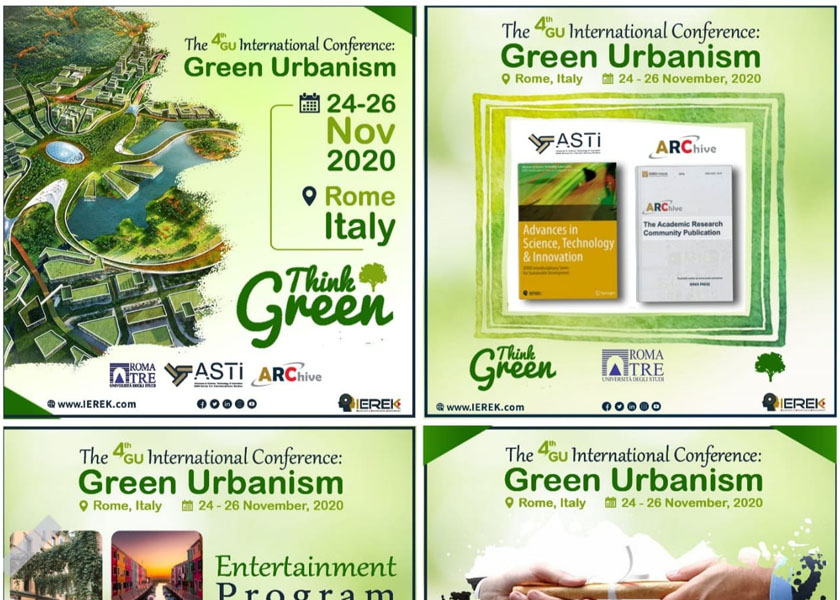 The 4th GU International Conference:
Green Urbanism
24-26
Nov
2020
Rome
Italy
Think
Green
ROMA
TRE
UNIVERSITÀ DEGLI STUDI
ASTi
ARChive
www.IEREK.com
IEREK
The 4th GU International Conference:
Green Urbanism
Rome, Italy 24 - 26 November, 2020
ASTi
ARChive
Advances in
Science, Technology
& Innovation
ARChive
The Academic Research
Community Publication
Think
Green
ROMA
TRE
UNIVERSITÀ DEGLI STUDI
www.IEREK.com
IEREK
The 4th GU International Conference:
Green Urbanism
Rome, Italy 24 - 26 November, 2020
Entertainment
Program
The 4th GU International Conference:
Green Urbanism
Rome, Italy 24 - 26 November, 2020